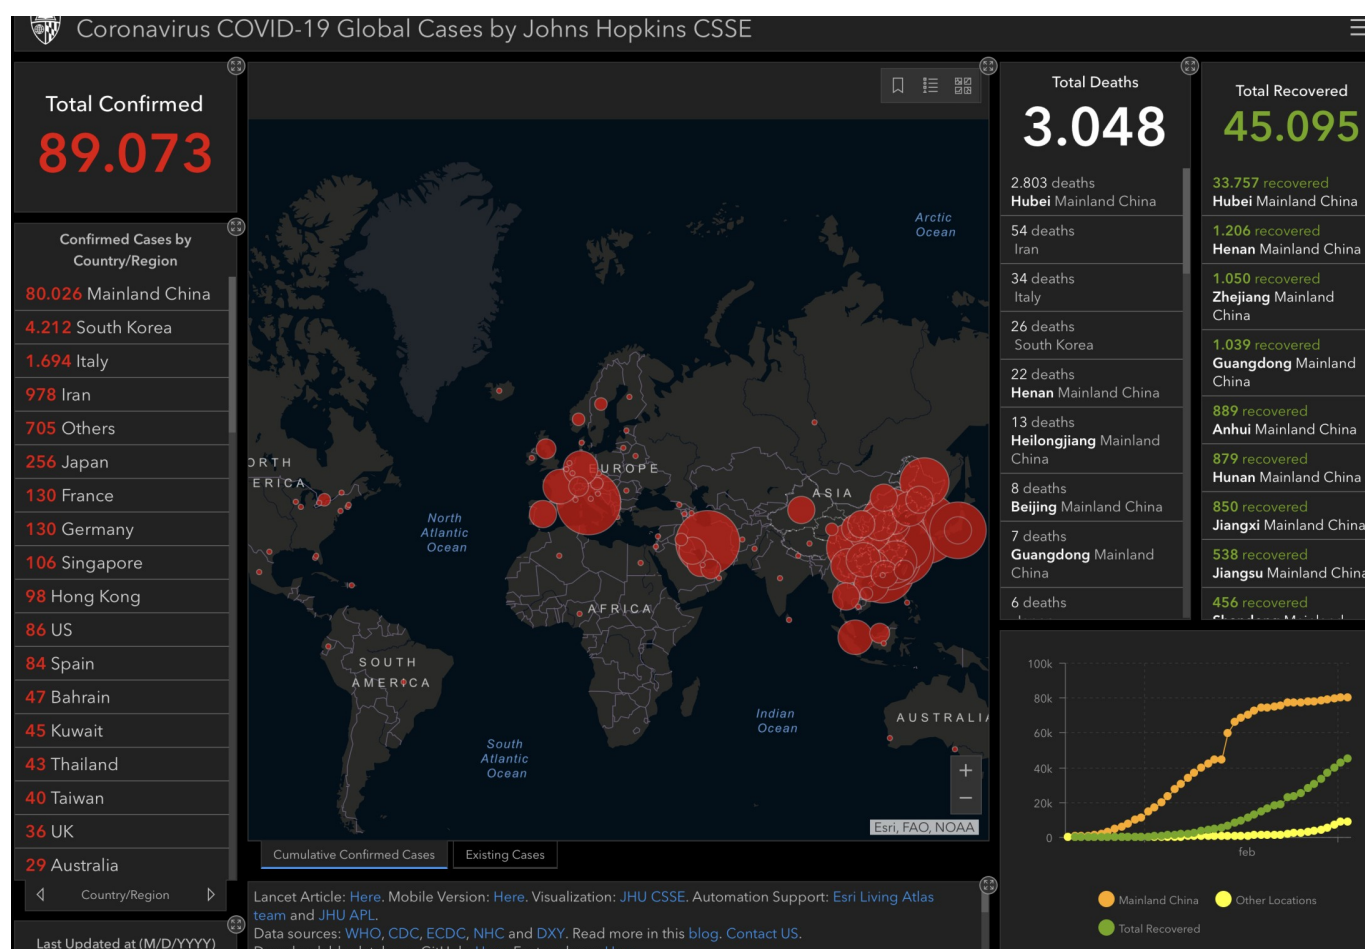 Coronavirus COVID-19 Global Cases by Johns Hopkins CSSE
Total Confirmed
89.073
Confirmed Cases by
Country/Region
80.026 Mainland China
4.212 South Korea
1.694 Italy
978 Iran
705 Others
256 Japan
130 France
130 Germany
106 Singapore
98 Hong Kong
86 US
84 Spain
47 Bahrain
45 Kuwait
43 Thailand
40 Taiwan
36 UK
29 Australia
Country/Region
Last Updated at (M/D/YYYY)
Arctic
Ocean
ORTH
ERICA
EUROPE
ASIA
North
Atlantic
Ocean
AFRICA
SOUTH
AMERICA
Indian
Ocean
AUSTRALIA
South
Atlantic
Ocean
+
−
Esri, FAO, NOAA
Cumulative Confirmed Cases
Existing Cases
Lancet Article: Here. Mobile Version: Here. Visualization: JHU CSSE. Automation Support: Esri Living Atlas
team and JHU APL.
Data sources: WHO, CDC, ECDC, NHC and DXY. Read more in this blog. Contact US.
Total Deaths
3.048
2.803 deaths
Hubei Mainland China
54 deaths
Iran
34 deaths
Italy
26 deaths
South Korea
22 deaths
Henan Mainland China
13 deaths
Heilongjiang Mainland
China
8 deaths
Beijing Mainland China
7 deaths
Guangdong Mainland
China
6 deaths
Total Recovered
45.095
33.757 recovered
Hubei Mainland China
1.206 recovered
Henan Mainland China
1.050 recovered
Zhejiang Mainland
China
1.039 recovered
Guangdong Mainland
China
889 recovered
Anhui Mainland China
879 recovered
Hunan Mainland China
850 recovered
Jiangxi Mainland China
538 recovered
Jiangsu Mainland China
456 recovered
100k
80k
60k
40k
20k
0
feb
Mainland China
Other Locations
Total Recovered